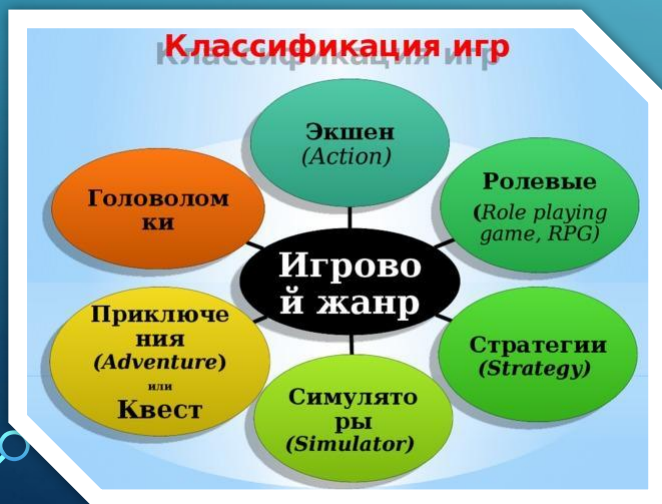 Классификация игр
Экшен
(Action)
Ролевые
(Role playing
game, RPG)
Головолом
ки
Игрово
й жанр
Приключе
ния
(Adventure)
или
Квест
Стратегии
(Strategy)
Симулято
ры
(Simulator)